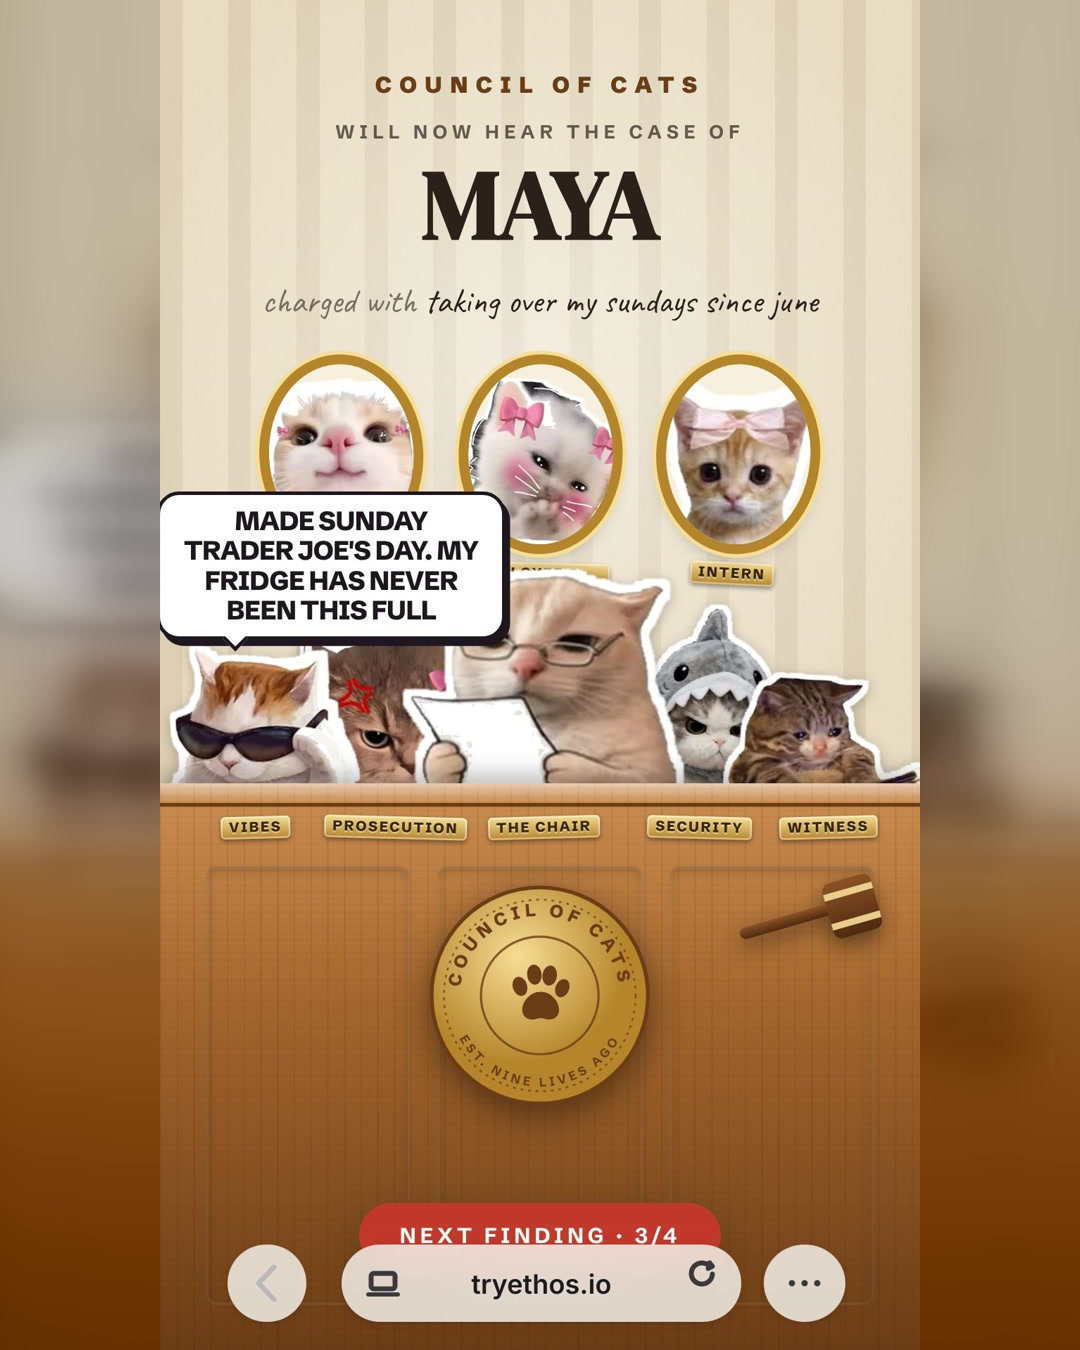 COUNCIL OF CATS
WILL NOW HEAR THE CASE OF
MAYA
charged with taking over my sundays since june
MADE SUNDAY
TRADER JOE'S DAY. MY
FRIDGE HAS NEVER
BEEN THIS FULL
INTERN
VIBES
PROSECUTION
THE CHAIR
SECURITY
WITNESS
COUNCIL OF CATS
EST. NINE LIVES AGO
NEXT FINDING · 3/4
tryethos.io